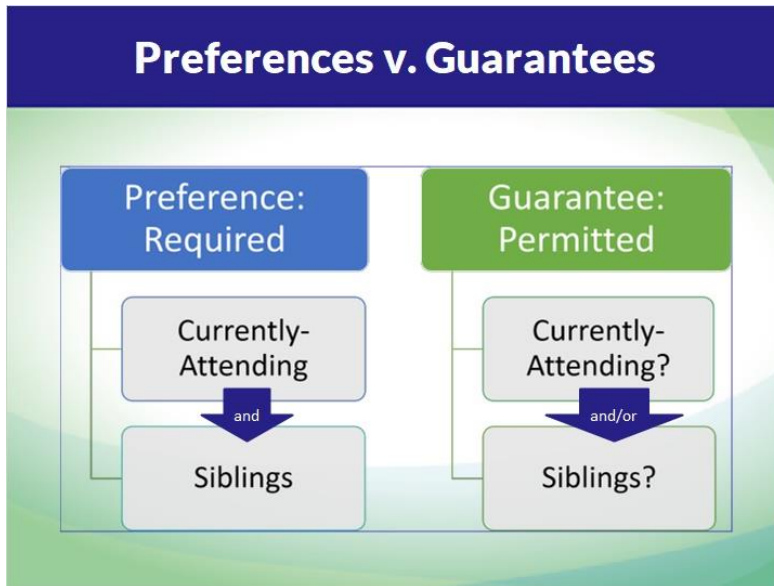 Preferences v. Guarantees
Preference:
Required
Currently-
Attending
and
Siblings
Guarantee:
Permitted
Currently-
Attending?
and/or
Siblings?